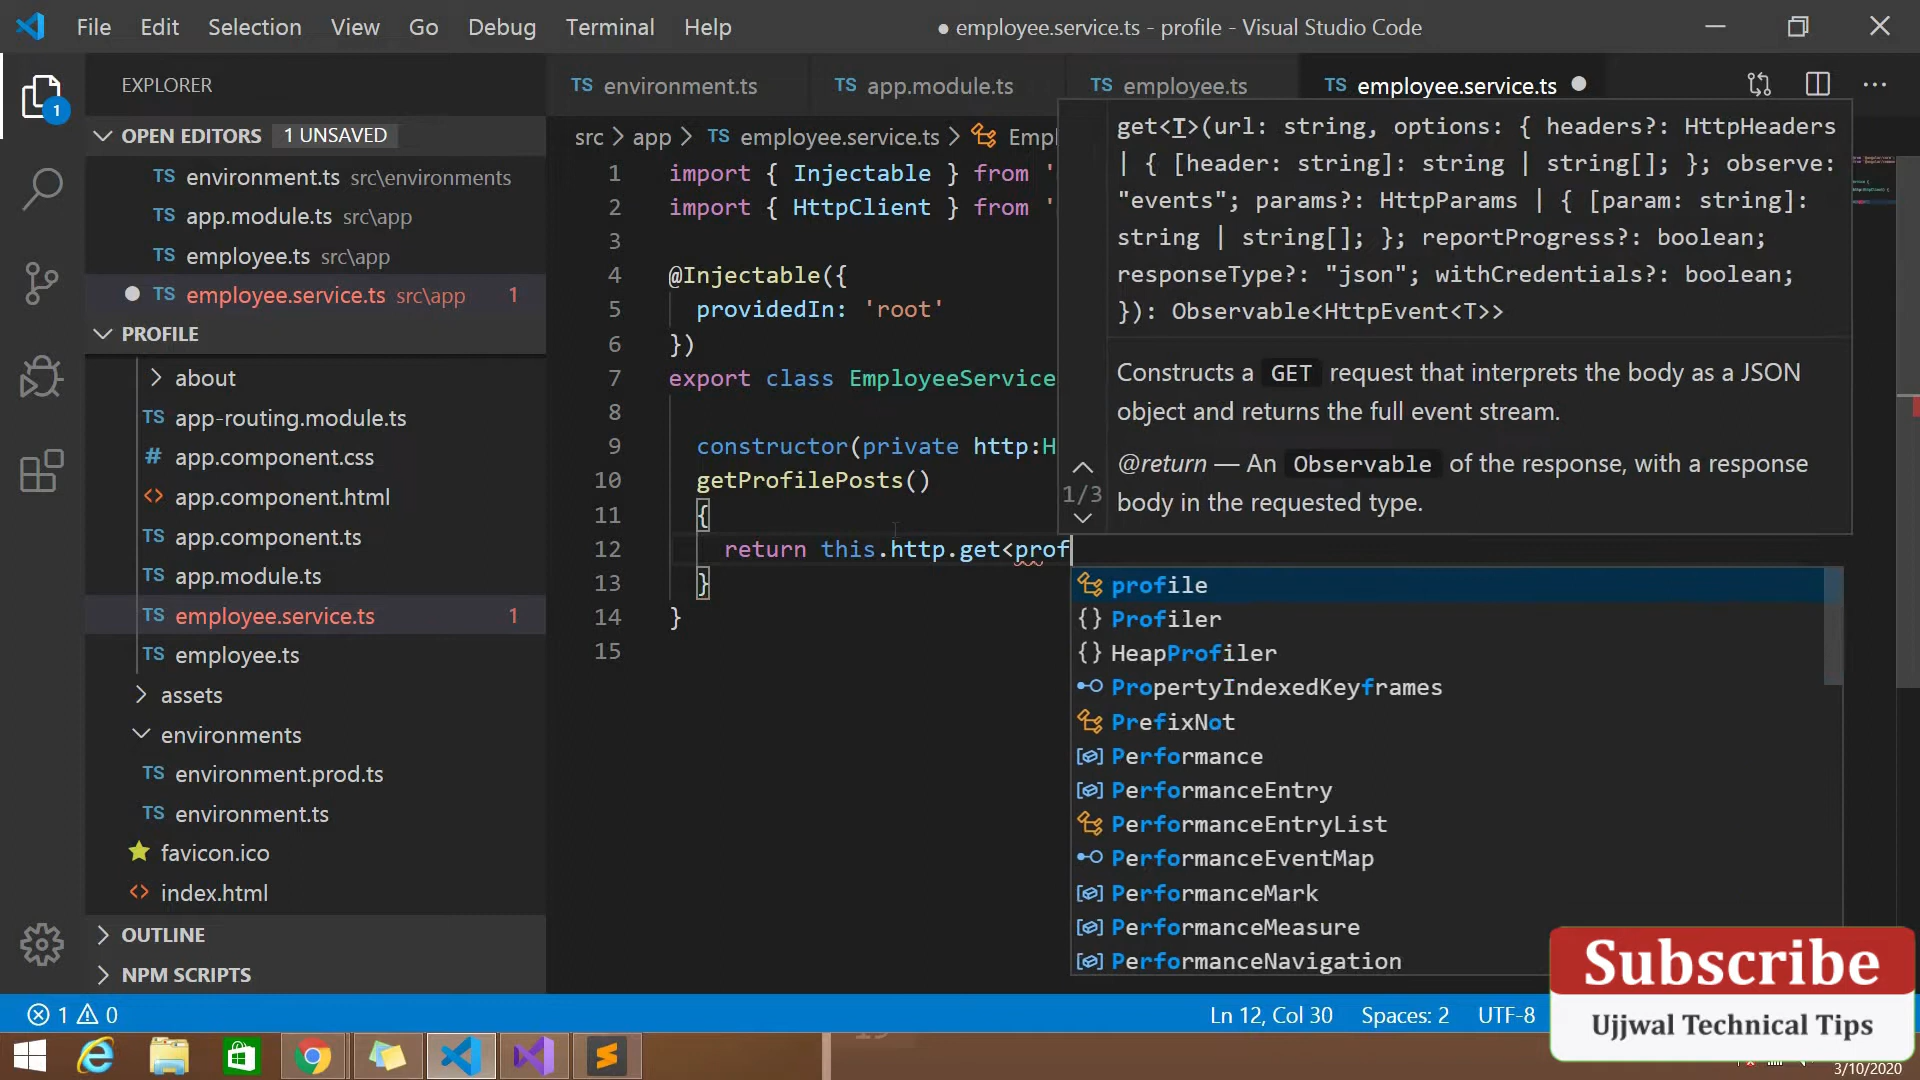 File Edit Selection View Go Debug Terminal Help
● employee.service.ts - profile - Visual Studio Code
EXPLORER
OPEN EDITORS 1 UNSAVED
TS environment.ts src\environments
TS app.module.ts src\app
TS employee.ts src\app
● TS employee.service.ts src\app 1
PROFILE
about
TS app-routing.module.ts
# app.component.css
<> app.component.html
TS app.component.ts
TS app.module.ts
TS employee.service.ts 1
TS employee.ts
assets
environments
TS environment.prod.ts
TS environment.ts
favicon.ico
<> index.html
OUTLINE
NPM SCRIPTS
1
TS environment.ts TS app.module.ts TS employee.ts TS employee.service.ts ●
src > app > TS employee.service.ts > Emp
1 import { Injectable } from '
2 import { HttpClient } from '
3
4 @Injectable({
5 providedIn: 'root'
6 })
7 export class EmployeeService
8
9 constructor(private http:H
10 getProfilePosts()
11 {
12 return this.http.get<prof
13 }
14 }
15
get<T>(url: string, options: { headers?: HttpHeaders
| { [header: string]: string | string[]; }; observe:
"events"; params?: HttpParams | { [param: string]:
string | string[]; }; reportProgress?: boolean;
responseType?: "json"; withCredentials?: boolean;
}): Observable<HttpEvent<T>>
Constructs a GET request that interprets the body as a JSON
object and returns the full event stream.
@return — An Observable of the response, with a response
body in the requested type.
1/3
profile
{} Profiler
{} HeapProfiler
PropertyIndexedKeyframes
PrefixNot
Performance
PerformanceEntry
PerformanceEntryList
PerformanceEventMap
PerformanceMark
PerformanceMeasure
PerformanceNavigation
1 0
Ln 12, Col 30 Spaces: 2 UTF-8
Subscribe
Ujjwal Technical Tips
3/10/2020